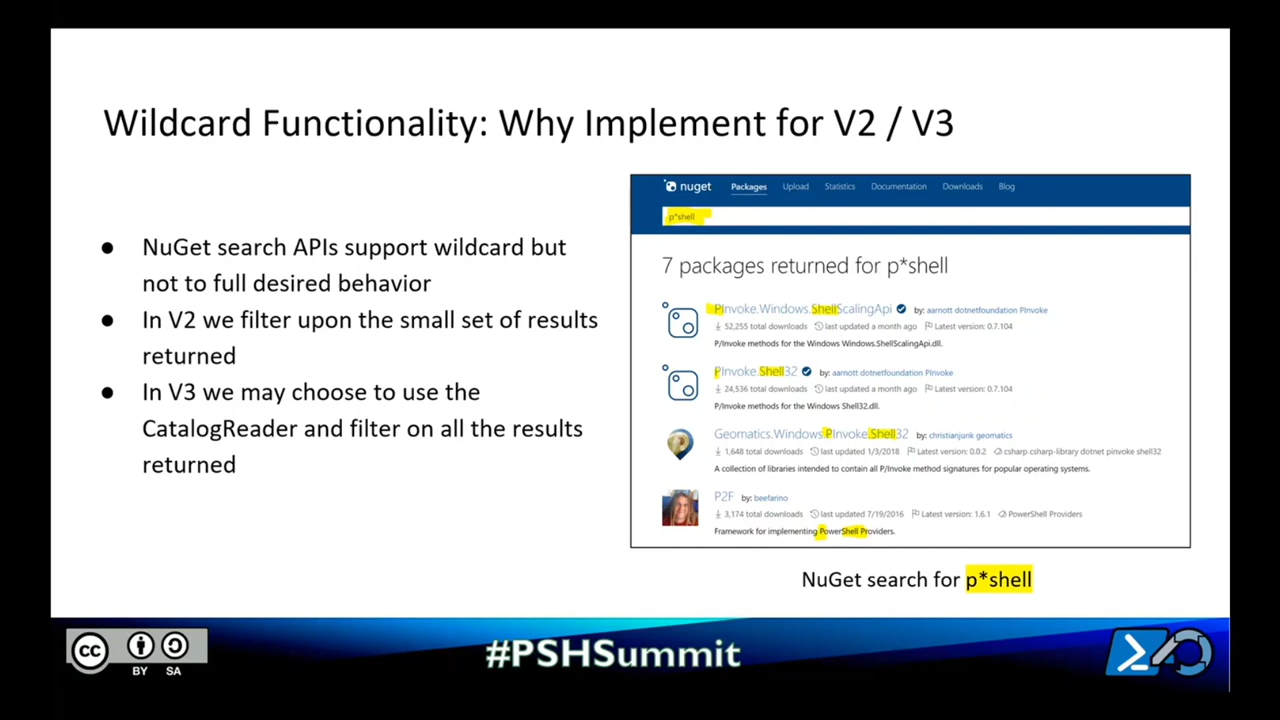 Wildcard Functionality: Why Implement for V2 / V3
● NuGet search APIs support wildcard but
not to full desired behavior
● In V2 we filter upon the small set of results
returned
● In V3 we may choose to use the
CatalogReader and filter on all the results
returned
nuget Packages Upload Statistics Documentation Downloads Blog
p*shell
7 packages returned for p*shell
PInvoke.Windows.ShellScalingApi by: aarnott dotnetfoundation PInvoke
52,255 total downloads last updated a month ago Latest version: 0.7.104
P/Invoke methods for the Windows Windows.ShellScalingApi.dll.
PInvoke.Shell32 by: aarnott dotnetfoundation PInvoke
24,536 total downloads last updated a month ago Latest version: 0.7.104
P/Invoke methods for the Windows Shell32.dll.
Geomatics.Windows.PInvoke.Shell32 by: christianjunk geomatics
1,648 total downloads last updated 1/3/2018 Latest version: 0.0.2 csharp csharp-library dotnet pinvoke shell32
A collection of libraries intended to contain all P/Invoke method signatures for popular operating systems.
P2F by: beefarino
3,174 total downloads last updated 7/19/2016 Latest version: 1.6.1 PowerShell Providers
Framework for implementing PowerShell Providers.
NuGet search for p*shell
cc BY SA
#PSHSummit